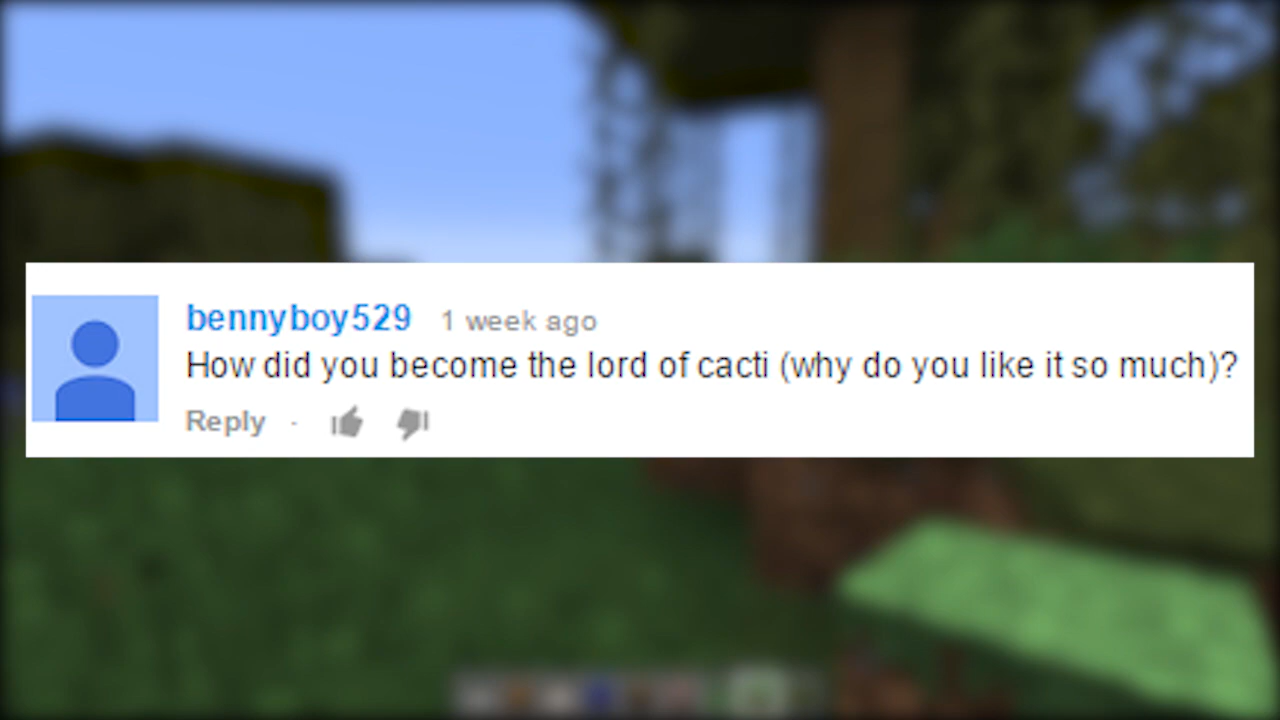 bennyboy529 1 week ago
How did you become the lord of cacti (why do you like it so much)?
Reply ·